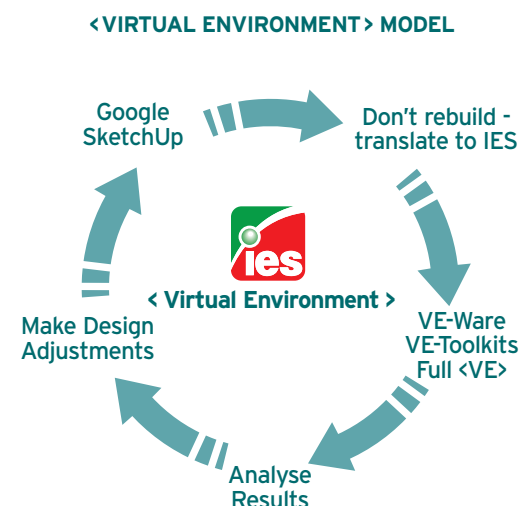 <VIRTUAL ENVIRONMENT> MODEL
Google
SketchUp
Don't rebuild -
translate to IES
ies
< Virtual Environment >
VE-Ware
VE-Toolkits
Full <VE>
Analyse
Results
Make Design
Adjustments